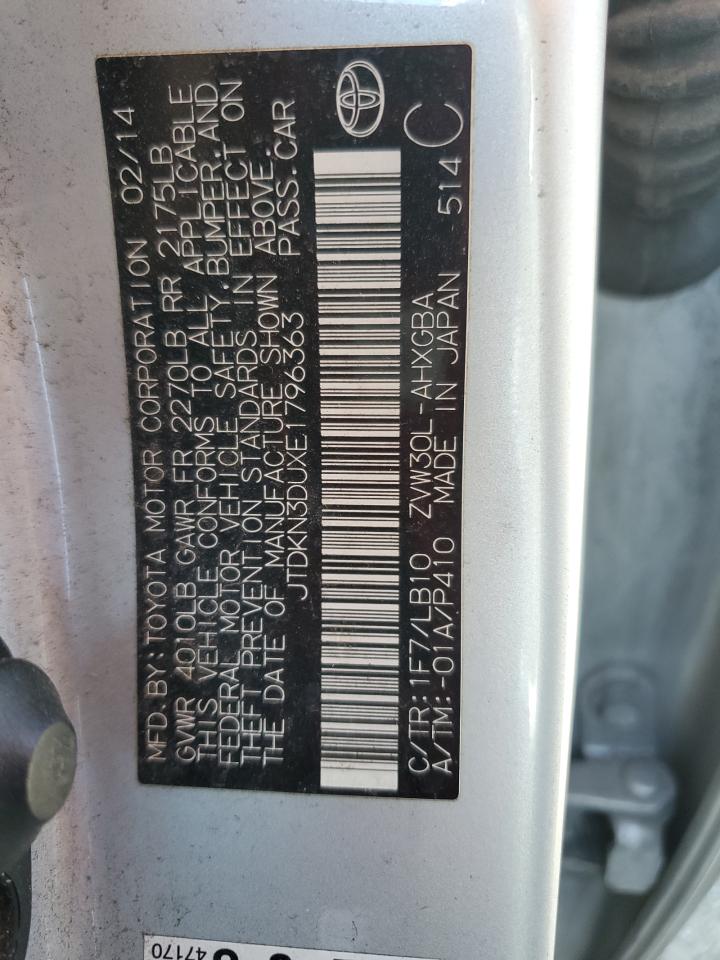 MFD.BY:TOYOTA MOTOR CORPORATION 02/14
GVWR 4010LB GAWR FR 2270LB RR 2175LB
THIS VEHICLE CONFORMS TO ALL APPLICABLE
FEDERAL MOTOR VEHICLE SAFETY,BUMPER,AND
THEFT PREVENTION STANDARDS IN EFFECT ON
THE DATE OF MANUFACTURE SHOWN ABOVE.
JTDKN3DUXE1796363 PASS.CAR
C/TR:1F7/LB10 ZVW30L-AHXGBA
A/TM:-01A/P410 MADE IN JAPAN 514 C
47170